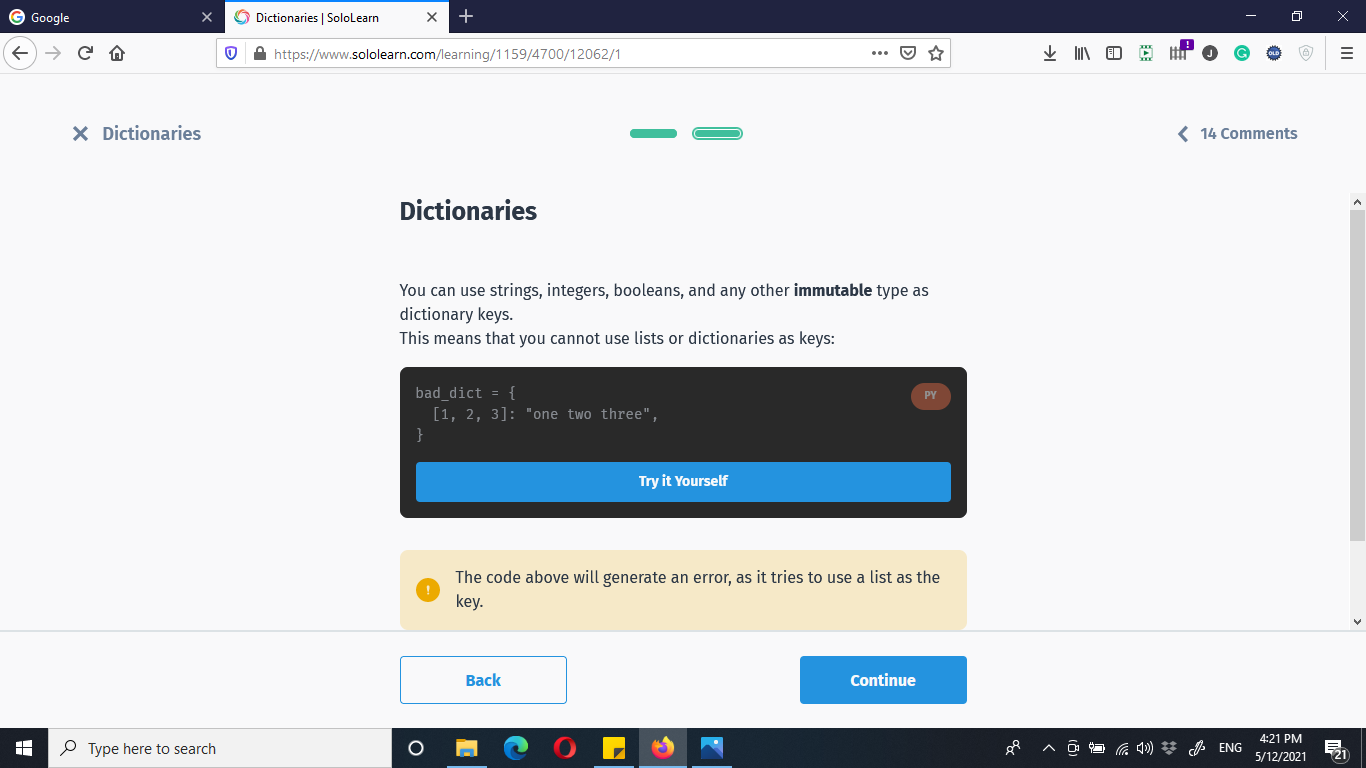 Google
Dictionaries | SoloLearn
https://www.sololearn.com/learning/1159/4700/12062/1
Dictionaries
14 Comments
Dictionaries
You can use strings, integers, booleans, and any other immutable type as
dictionary keys.
This means that you cannot use lists or dictionaries as keys:
bad_dict = {
PY
[1, 2, 3]: "one two three",
}
Try it Yourself
The code above will generate an error, as it tries to use a list as the
key.
Back
Continue
Type here to search
ENG
4:21 PM
5/12/2021
21